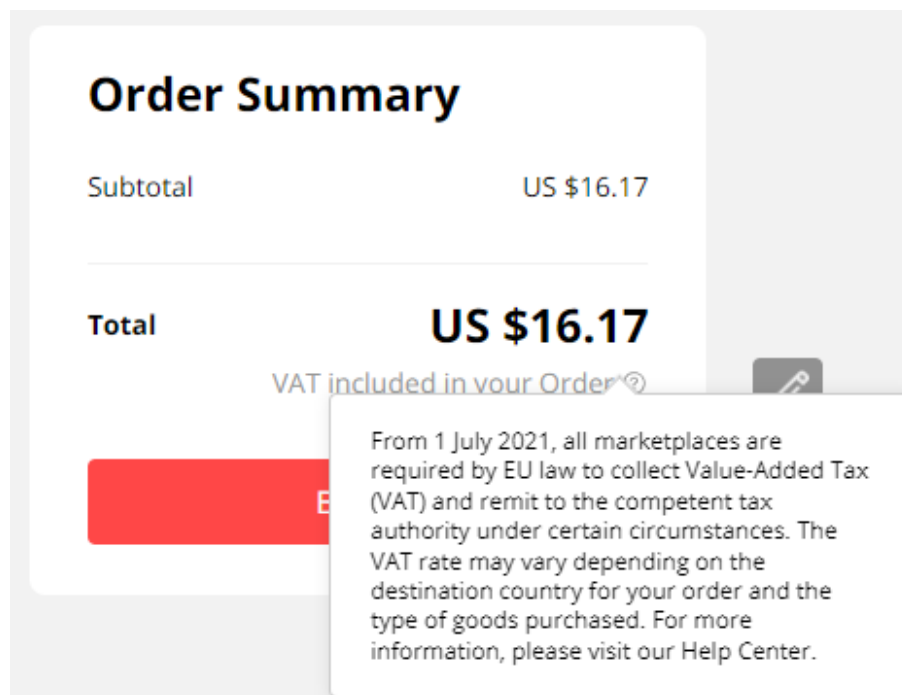 Order Summary
Subtotal US $16.17
Total US $16.17
VAT included in your Order
From 1 July 2021, all marketplaces are
required by EU law to collect Value-Added Tax
(VAT) and remit to the competent tax
authority under certain circumstances. The
VAT rate may vary depending on the
destination country for your order and the
type of goods purchased. For more
information, please visit our Help Center.